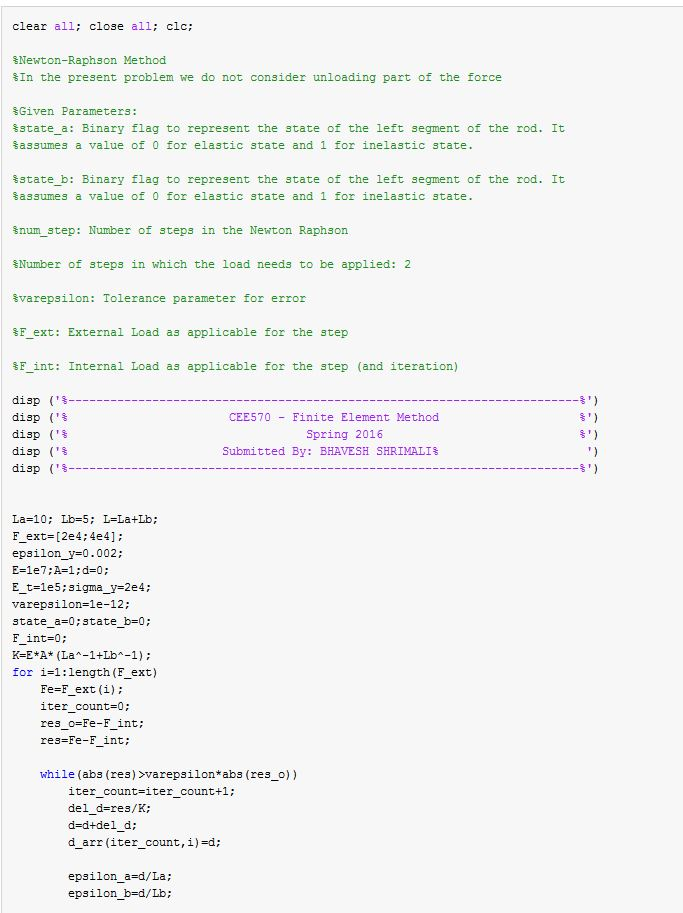 clear all; close all; clc;
%Newton-Raphson Method
%In the present problem we do not consider unloading part of the force
%Given Parameters:
%state_a: Binary flag to represent the state of the left segment of the rod. It
%assumes a value of 0 for elastic state and 1 for inelastic state.
%state_b: Binary flag to represent the state of the left segment of the rod. It
%assumes a value of 0 for elastic state and 1 for inelastic state.
%num_step: Number of steps in the Newton Raphson
%Number of steps in which the load needs to be applied: 2
%varepsilon: Tolerance parameter for error
%F_ext: External Load as applicable for the step
%F_int: Internal Load as applicable for the step (and iteration)
disp ('%-------------------------------------------------------------------------%')
disp ('%                       CEE570 - Finite Element Method                    %')
disp ('%                                  Spring 2016                            %')
disp ('%                      Submitted By: BHAVESH SHRIMALI%                     ')
disp ('%-------------------------------------------------------------------------%')
La=10; Lb=5; L=La+Lb;
F_ext=[2e4;4e4];
epsilon_y=0.002;
E=1e7;A=1;d=0;
E_t=1e5;sigma_y=2e4;
varepsilon=1e-12;
state_a=0;state_b=0;
F_int=0;
K=E*A*(La^-1+Lb^-1);
for i=1:length(F_ext)
    Fe=F_ext(i);
    iter_count=0;
    res_o=Fe-F_int;
    res=Fe-F_int;
    while(abs(res)>varepsilon*abs(res_o))
        iter_count=iter_count+1;
        del_d=res/K;
        d=d+del_d;
        d_arr(iter_count,i)=d;
        epsilon_a=d/La;
        epsilon_b=d/Lb;